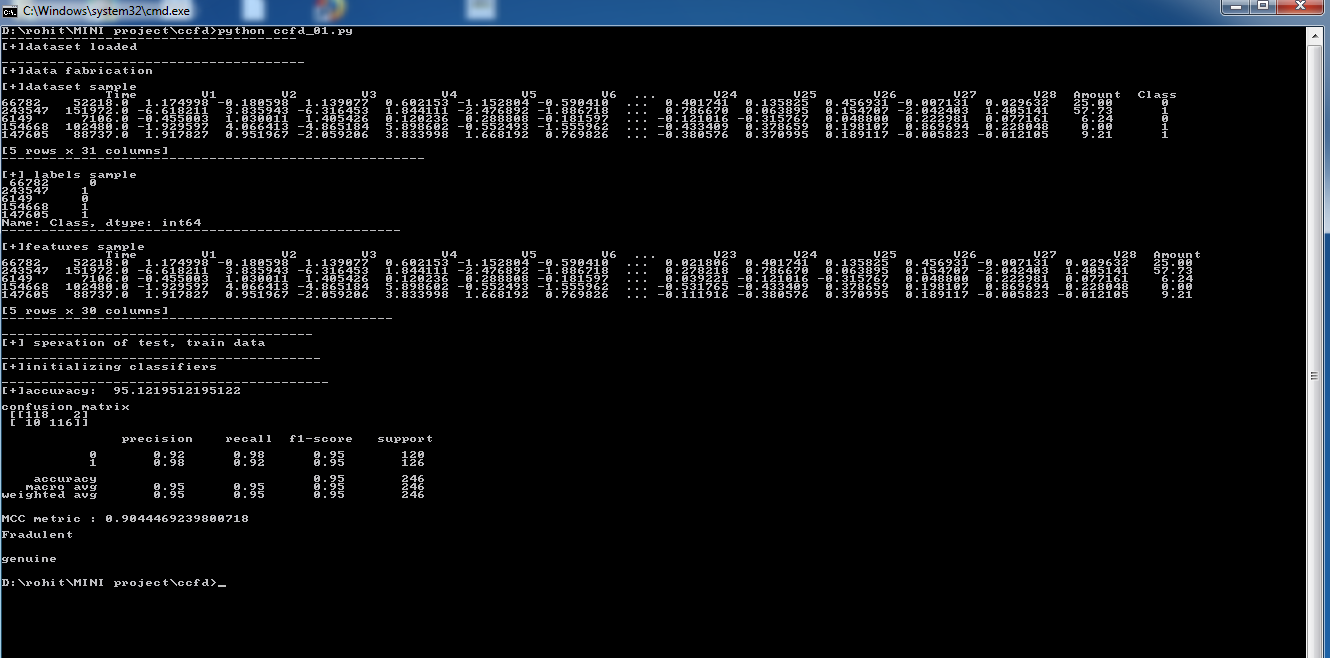 C:\Windows\system32\cmd.exe
D:\rohit\MINI project\ccfd>python ccfd_01.py
[+]dataset loaded
[+]data fabrication
[+]dataset sample
Time V1 V2 V3 V4 V5 V6 ... V24 V25 V26 V27 V28 Amount Class
66782 52218.0 1.174998 -0.180598 1.139077 0.602153 -1.152804 -0.590410 ... 0.401741 0.135825 0.456931 -0.007131 0.029632 25.00 0
243547 151972.0 -6.618211 3.835943 -6.316453 1.844111 -2.476892 -1.886718 ... 0.786670 0.063895 0.154707 -2.042403 1.405141 57.73 1
6149 7106.0 -0.455003 1.030011 1.405426 0.120236 -0.288808 -0.181597 ... -0.121016 -0.315767 0.048800 0.222981 0.077161 6.24 0
154668 102480.0 -1.929597 4.066413 -4.865184 5.898602 -0.552493 -1.555962 ... -0.433409 0.378659 0.198107 -0.869694 0.228048 0.00 1
147605 88737.0 1.917827 0.951967 -2.059206 3.833998 1.668192 0.769826 ... -0.380576 0.370995 0.189117 -0.005823 -0.012105 9.21 1
[5 rows x 31 columns]
[+] labels sample
66782 0
243547 1
6149 0
154668 1
147605 1
Name: Class, dtype: int64
[+]features sample
Time V1 V2 V3 V4 V5 V6 ... V23 V24 V25 V26 V27 V28 Amount
66782 52218.0 1.174998 -0.180598 1.139077 0.602153 -1.152804 -0.590410 ... 0.021806 0.401741 0.135825 0.456931 -0.007131 0.029632 25.00
243547 151972.0 -6.618211 3.835943 -6.316453 1.844111 -2.476892 -1.886718 ... 0.278218 0.786670 0.063895 0.154707 -2.042403 1.405141 57.73
6149 7106.0 -0.455003 1.030011 1.405426 0.120236 -0.288808 -0.181597 ... 0.039521 -0.121016 -0.315767 0.048800 0.222981 0.077161 6.24
154668 102480.0 -1.929597 4.066413 -4.865184 5.898602 -0.552493 -1.555962 ... -0.531765 -0.433409 0.378659 0.198107 -0.869694 0.228048 0.00
147605 88737.0 1.917827 0.951967 -2.059206 3.833998 1.668192 0.769826 ... -0.111916 -0.380576 0.370995 0.189117 -0.005823 -0.012105 9.21
[5 rows x 30 columns]
[+] speration of test, train data
[+]initializing classifiers
[+]accuracy: 95.1219512195122
confusion matrix
[[118 2]
[ 10 116]]
precision recall f1-score support
0 0.92 0.98 0.95 120
1 0.98 0.92 0.95 126
accuracy 0.95 246
macro avg 0.95 0.95 0.95 246
weighted avg 0.95 0.95 0.95 246
MCC metric : 0.9044469239800718
Fradulent
genuine
D:\rohit\MINI project\ccfd>_